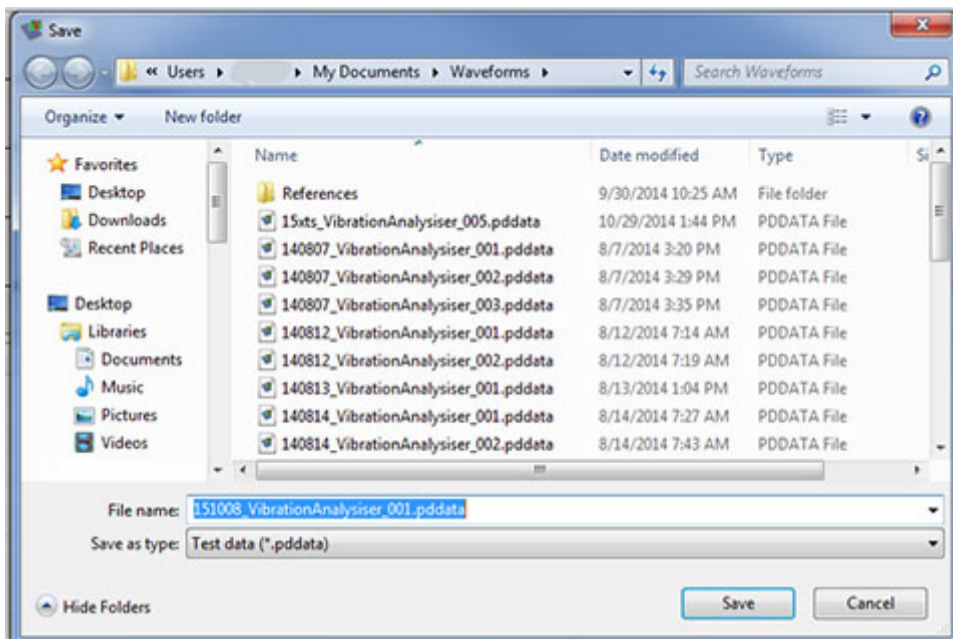 Save
« Users ▸ My Documents ▸ Waveforms ▸ Search Waveforms
Organize New folder
Name Date modified Type Si
Favorites
Desktop
Downloads
Recent Places
Desktop
Libraries
Documents
Music
Pictures
Videos
References 9/30/2014 10:25 AM File folder
15xts_VibrationAnalysiser_005.pddata 10/29/2014 1:44 PM PDDATA File
140807_VibrationAnalysiser_001.pddata 8/7/2014 3:20 PM PDDATA File
140807_VibrationAnalysiser_002.pddata 8/7/2014 3:29 PM PDDATA File
140807_VibrationAnalysiser_003.pddata 8/7/2014 3:35 PM PDDATA File
140812_VibrationAnalysiser_001.pddata 8/12/2014 7:14 AM PDDATA File
140812_VibrationAnalysiser_002.pddata 8/12/2014 7:19 AM PDDATA File
140813_VibrationAnalysiser_001.pddata 8/13/2014 1:04 PM PDDATA File
140814_VibrationAnalysiser_001.pddata 8/14/2014 7:27 AM PDDATA File
140814_VibrationAnalysiser_002.pddata 8/14/2014 7:43 AM PDDATA File
File name: 151008_VibrationAnalysiser_001.pddata
Save as type: Test data (*.pddata)
Hide Folders Save Cancel